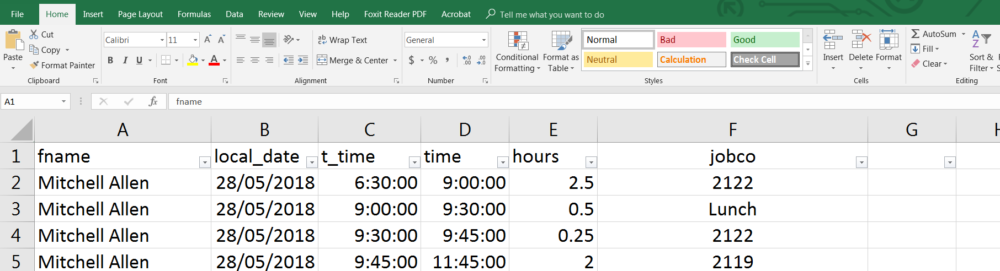 File Home Insert Page Layout Formulas Data Review View Help Foxit Reader PDF Acrobat Tell me what you want to do
Paste
Cut
Copy
Format Painter
Clipboard
Calibri 11
B I U A
Font
ab Wrap Text
Merge & Center
Alignment
General
$ % ,
Number
Conditional Formatting
Format as Table
Normal Bad Good
Neutral Calculation Check Cell
Styles
Insert Delete Format
Cells
AutoSum
Fill
Clear
Sort &
Filter
Editing
A1 fx fname
A B C D E F G H
1 fname local_date t_time time hours jobco
2 Mitchell Allen 28/05/2018 6:30:00 9:00:00 2.5 2122
3 Mitchell Allen 28/05/2018 9:00:00 9:30:00 0.5 Lunch
4 Mitchell Allen 28/05/2018 9:30:00 9:45:00 0.25 2122
5 Mitchell Allen 28/05/2018 9:45:00 11:45:00 2 2119